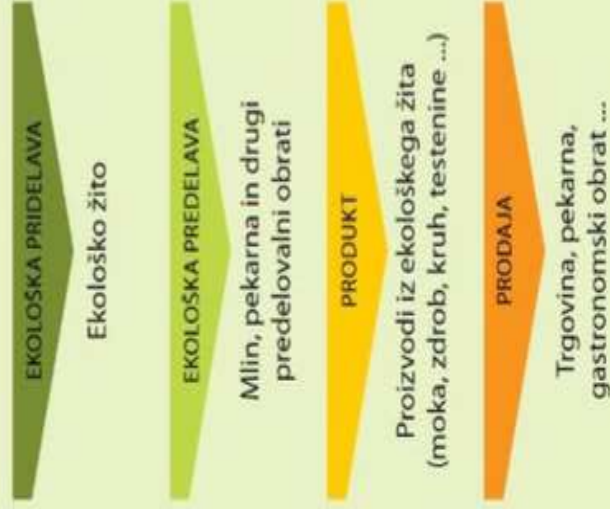 EKOLOŠKA PRIDELAVA
Ekološko žito
EKOLOŠKA PREDELAVA
Mlin, pekarna in drugi
predelovalni obrati
PRODUKT
Proizvodi iz ekološkega žita
(moka, zdrob, kruh, testenine ...)
PRODAJA
Trgovina, pekarna,
gastronomski obrat ...